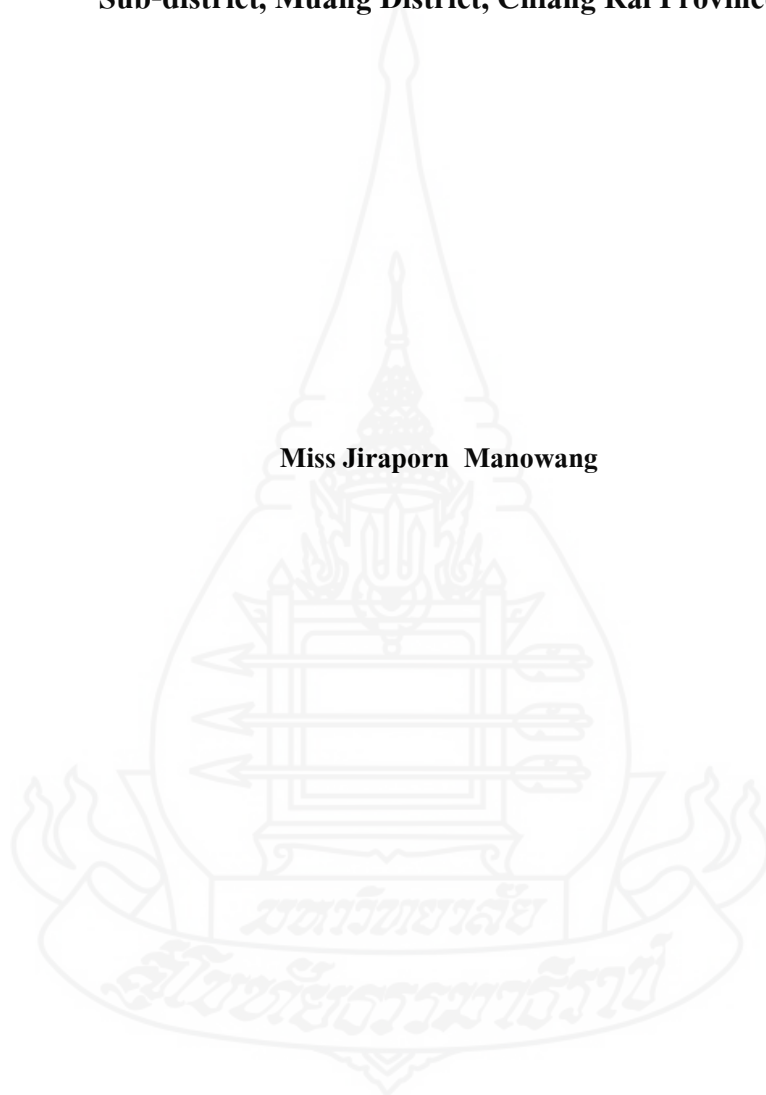 Sub-district, Muang District, Chiang Rai Province
Miss Jiraporn Manowang
มหาวิทยาลัย
สุโขทัยธรรมาธิราช